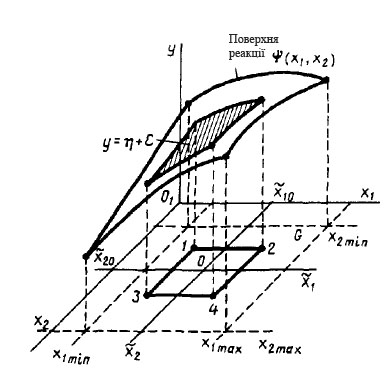 Поверхня
реакції Ψ(x₁, x₂)
y
y=η+ℰ
O₁
x̃₁₀
x₁
x̃₂₀
1
O
2
G
x₂min
3
4
x̃₁
x₂
x₁min
x̃₂
x₁max
x₂max